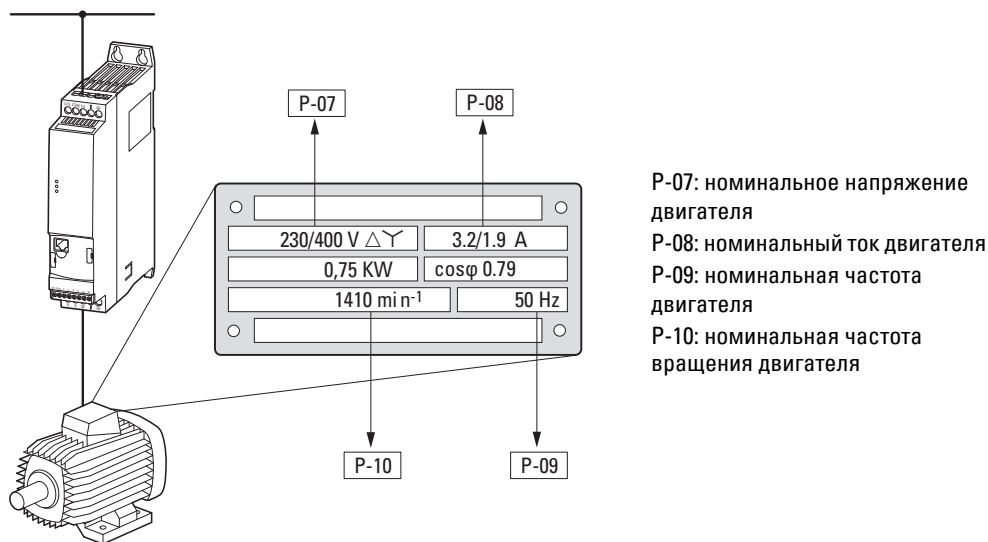 P-07
P-08
230/400 V △Y
3.2/1.9 A
0,75 KW
cosφ 0.79
1410 min-1
50 Hz
P-10
P-09
P-07: номинальное напряжение
двигателя
P-08: номинальный ток двигателя
P-09: номинальная частота
двигателя
P-10: номинальная частота
вращения двигателя